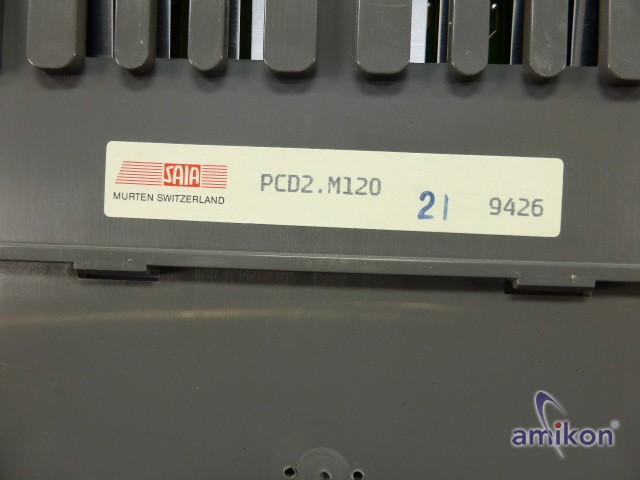 SAIA
MURTEN SWITZERLAND
PCD2.M120
21
9426
amikon®